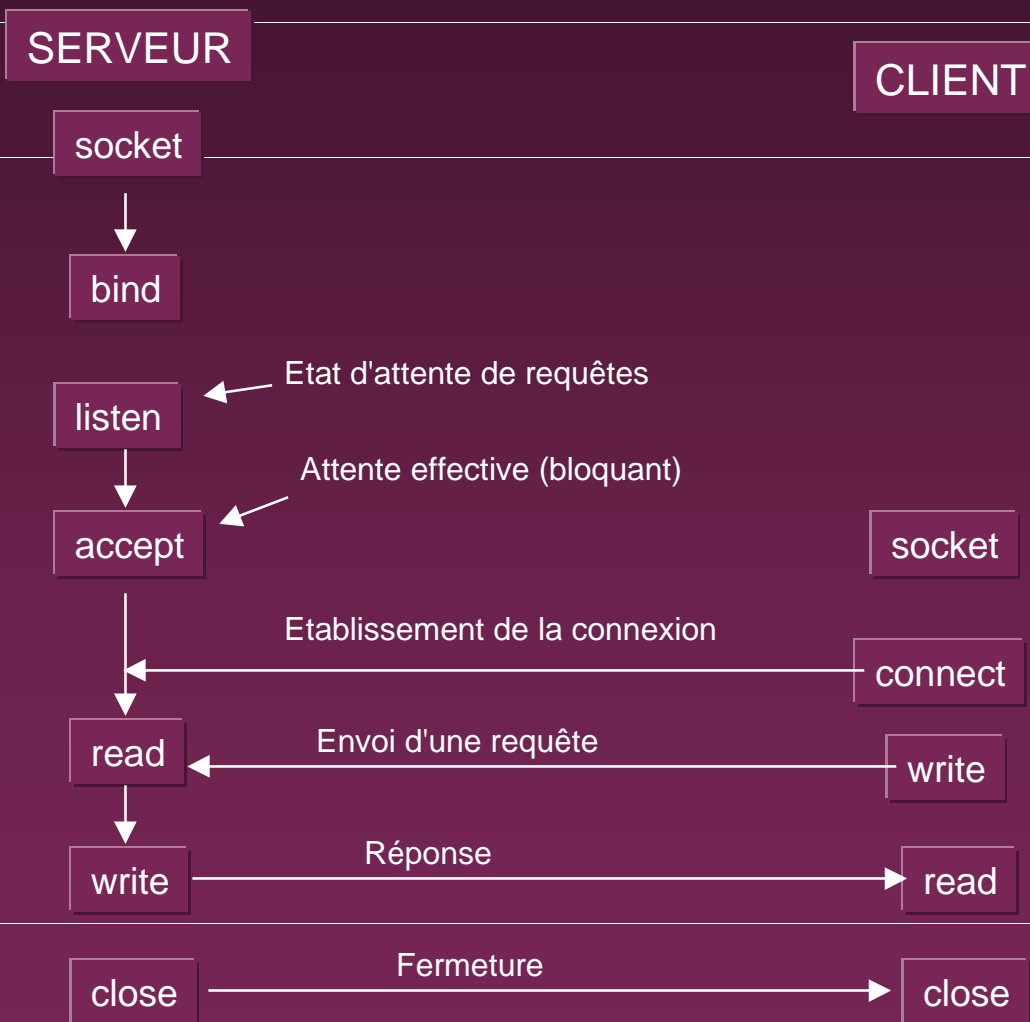 SERVEUR
CLIENT
socket
bind
Etat d'attente de requêtes
listen
Attente effective (bloquant)
accept
socket
Etablissement de la connexion
connect
read
Envoi d'une requête
write
Réponse
write
read
Fermeture
close
close